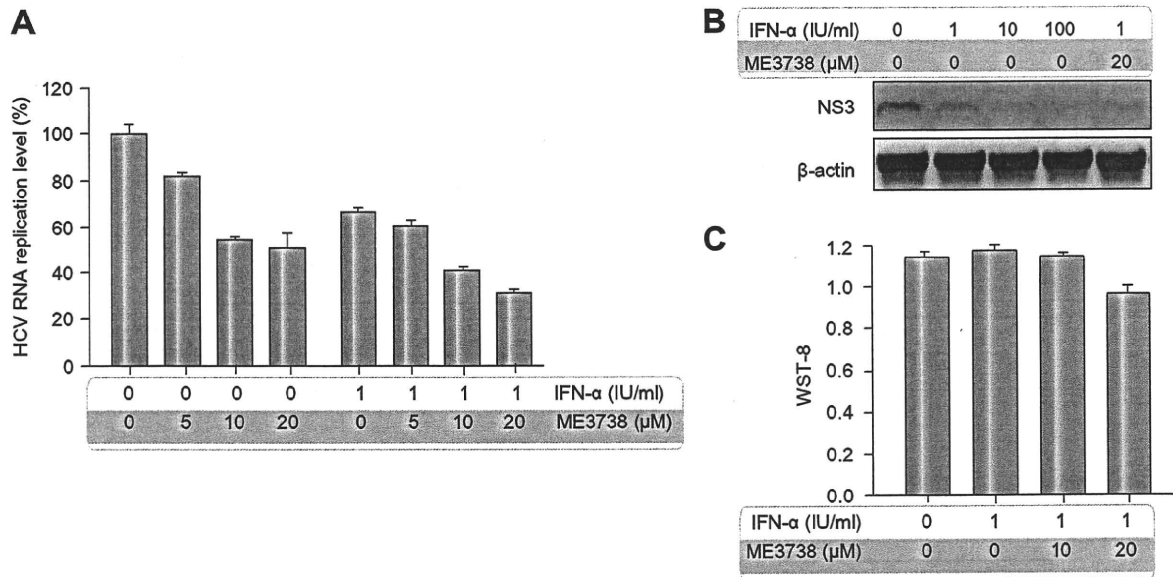 A
HCV RNA replication level (%)
120
100
80
60
40
20
0
0 0 0 0 1 1 1 1 IFN-α (IU/ml)
0 5 10 20 0 5 10 20 ME3738 (µM)
B
IFN-α (IU/ml) 0 1 10 100 1
ME3738 (µM) 0 0 0 0 20
NS3
β-actin
C
WST-8
1.2
1.0
0.8
0.6
0.4
0.2
0.0
IFN-α (IU/ml) 0 1 1 1
ME3738 (µM) 0 0 10 20